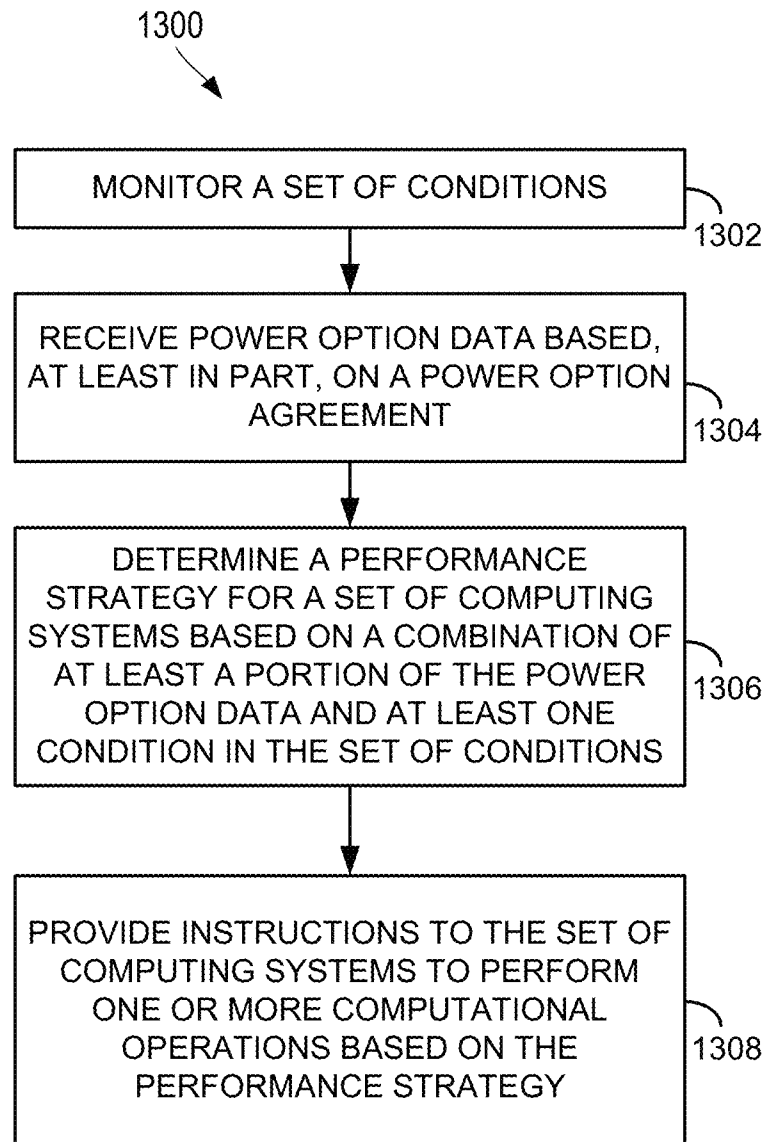 1300
MONITOR A SET OF CONDITIONS
1302
RECEIVE POWER OPTION DATA BASED,
AT LEAST IN PART, ON A POWER OPTION
AGREEMENT
1304
DETERMINE A PERFORMANCE
STRATEGY FOR A SET OF COMPUTING
SYSTEMS BASED ON A COMBINATION OF
AT LEAST A PORTION OF THE POWER
OPTION DATA AND AT LEAST ONE
CONDITION IN THE SET OF CONDITIONS
1306
PROVIDE INSTRUCTIONS TO THE SET OF
COMPUTING SYSTEMS TO PERFORM
ONE OR MORE COMPUTATIONAL
OPERATIONS BASED ON THE
PERFORMANCE STRATEGY
1308